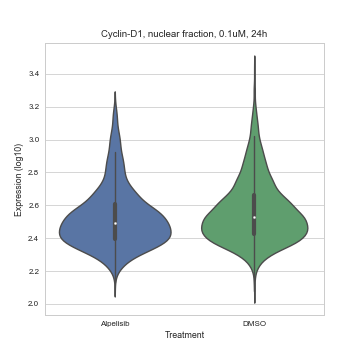 Cyclin-D1, nuclear fraction, 0.1uM, 24h
3.4
3.2
3.0
2.8
2.6
2.4
2.2
2.0
Expression (log10)
Alpelisib
DMSO
Treatment